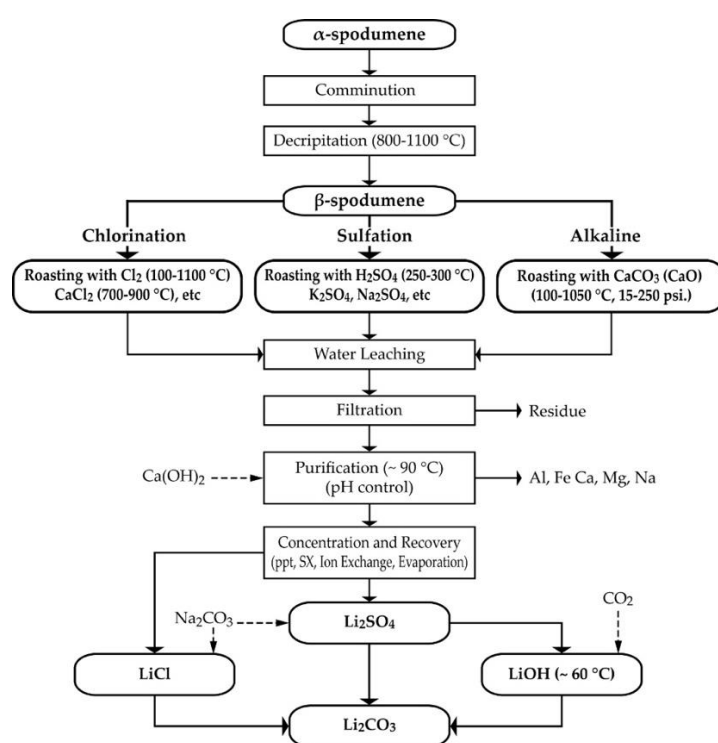 α-spodumene
Comminution
Decripitation (800-1100 °C)
β-spodumene
Chlorination
Sulfation
Alkaline
Roasting with Cl₂ (100-1100 °C)
CaCl₂ (700-900 °C), etc
Roasting with H₂SO₄ (250-300 °C)
K₂SO₄, Na₂SO₄, etc
Roasting with CaCO₃ (CaO)
(100-1050 °C, 15-250 psi.)
Water Leaching
Filtration
Residue
Ca(OH)₂
Purification (~ 90 °C)
(pH control)
Al, Fe Ca, Mg, Na
Concentration and Recovery
(ppt, SX, Ion Exchange, Evaporation)
Na₂CO₃
Li₂SO₄
CO₂
LiCl
LiOH (~ 60 °C)
Li₂CO₃